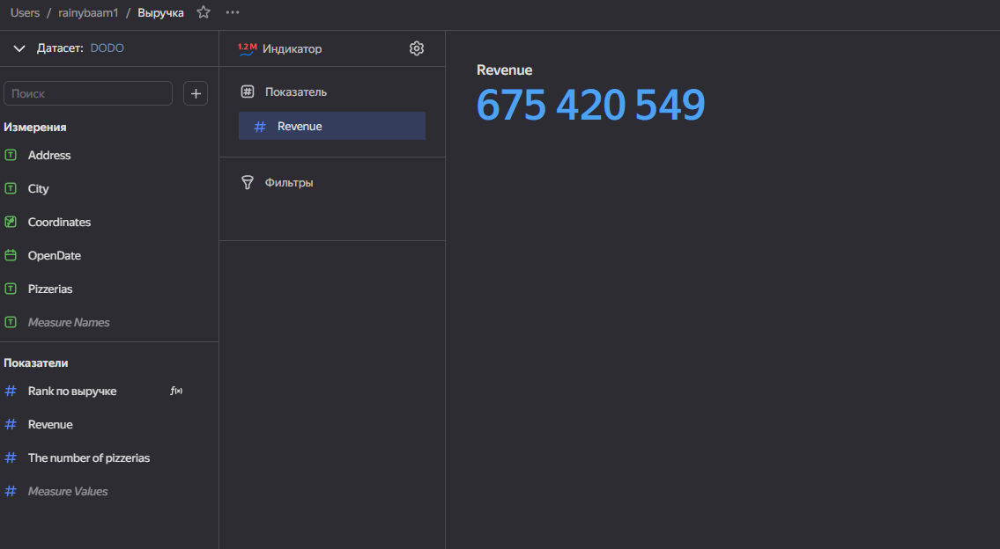 Users / rainybaam1 / Выручка
Датасет: DODO
Поиск
Измерения
Address
City
Coordinates
OpenDate
Pizzerias
Measure Names
Показатели
Rank по выручке f(x)
Revenue
The number of pizzerias
Measure Values
1.2 M Индикатор
Показатель
Revenue
Фильтры
Revenue
675 420 549